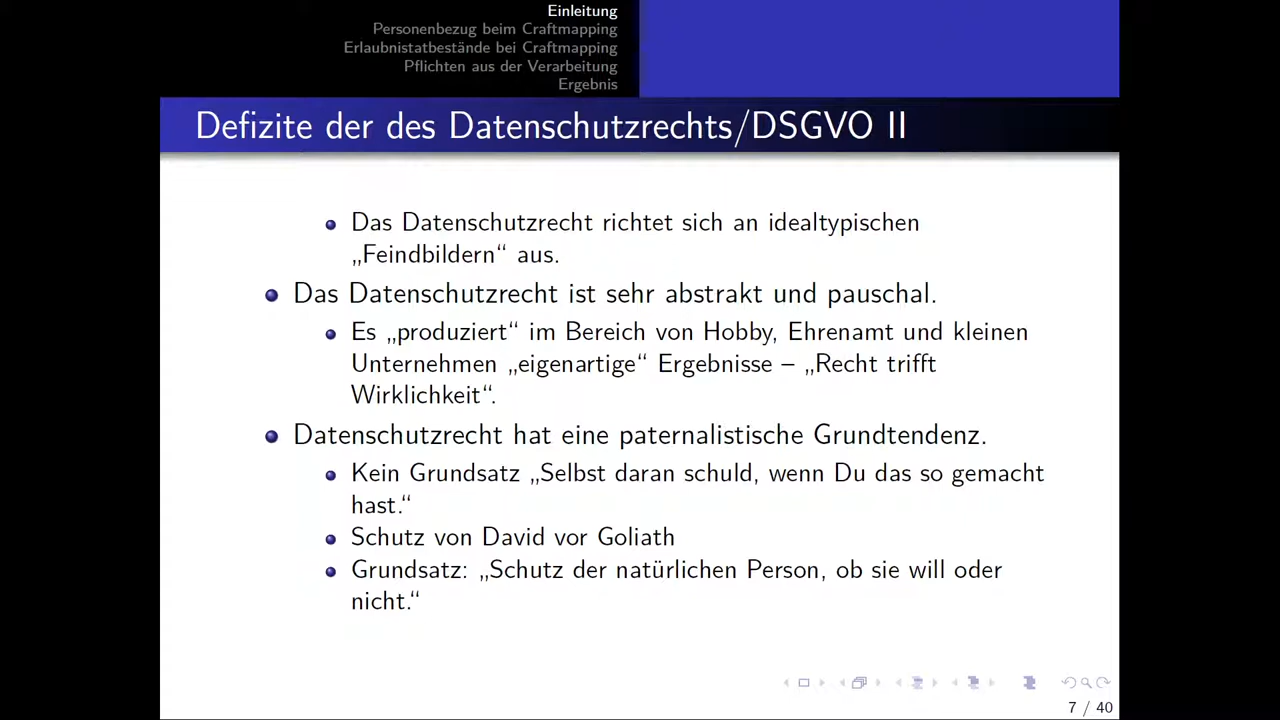 Einleitung
Personenbezug beim Craftmapping
Erlaubnistatbestände bei Craftmapping
Pflichten aus der Verarbeitung
Ergebnis
Defizite der des Datenschutzrechts/DSGVO II
Das Datenschutzrecht richtet sich an idealtypischen
„Feindbildern“ aus.
Das Datenschutzrecht ist sehr abstrakt und pauschal.
Es „produziert“ im Bereich von Hobby, Ehrenamt und kleinen
Unternehmen „eigenartige“ Ergebnisse – „Recht trifft
Wirklichkeit“.
Datenschutzrecht hat eine paternalistische Grundtendenz.
Kein Grundsatz „Selbst daran schuld, wenn Du das so gemacht
hast.“
Schutz von David vor Goliath
Grundsatz: „Schutz der natürlichen Person, ob sie will oder
nicht.“
7 / 40